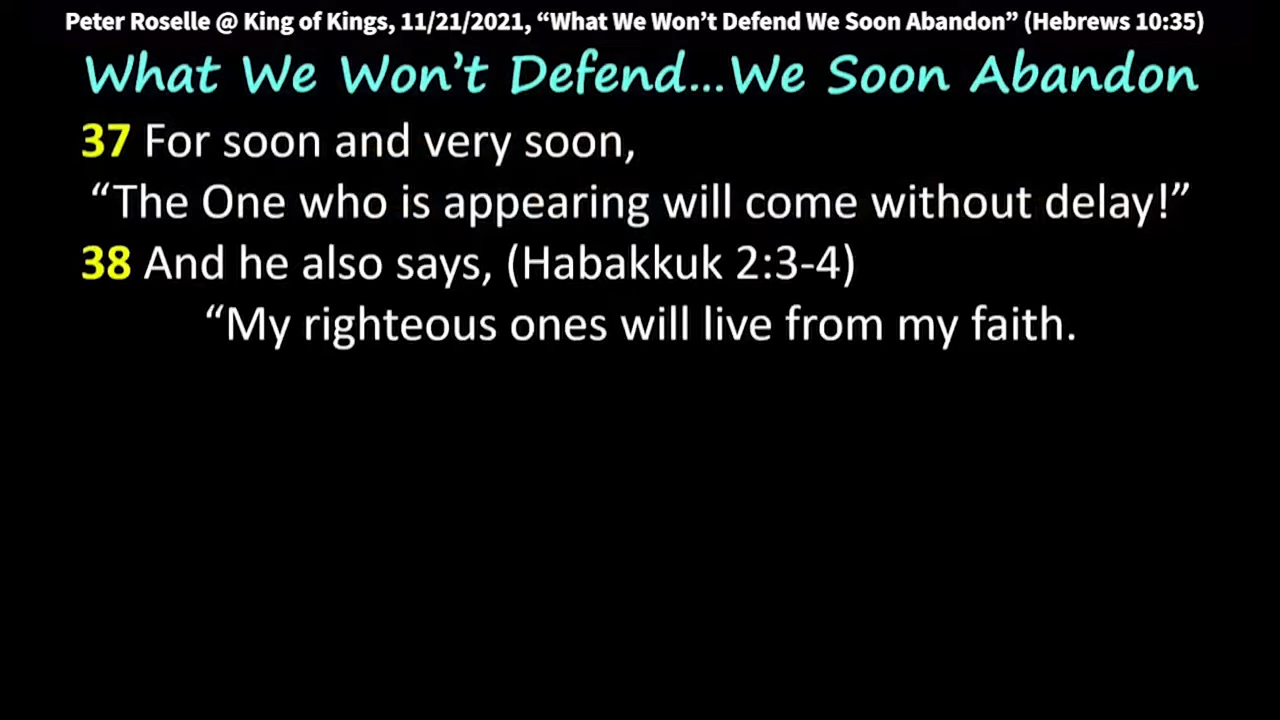 Peter Roselle @ King of Kings, 11/21/2021, “What We Won’t Defend We Soon Abandon” (Hebrews 10:35)
What We Won’t Defend...We Soon Abandon
37 For soon and very soon,
“The One who is appearing will come without delay!”
38 And he also says, (Habakkuk 2:3-4)
“My righteous ones will live from my faith.